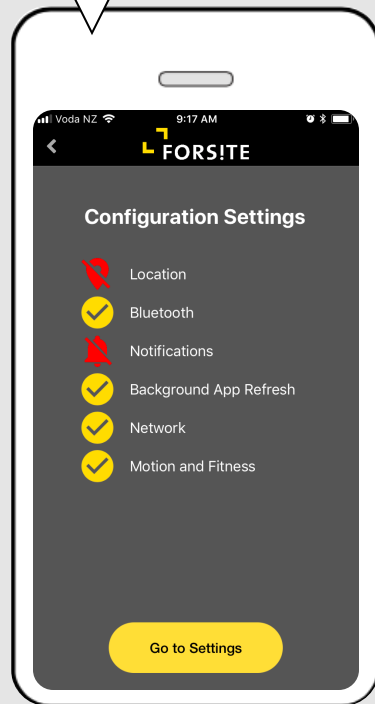 Voda NZ 9:17 AM
FORS!TE
Configuration Settings
Location
Bluetooth
Notifications
Background App Refresh
Network
Motion and Fitness
Go to Settings